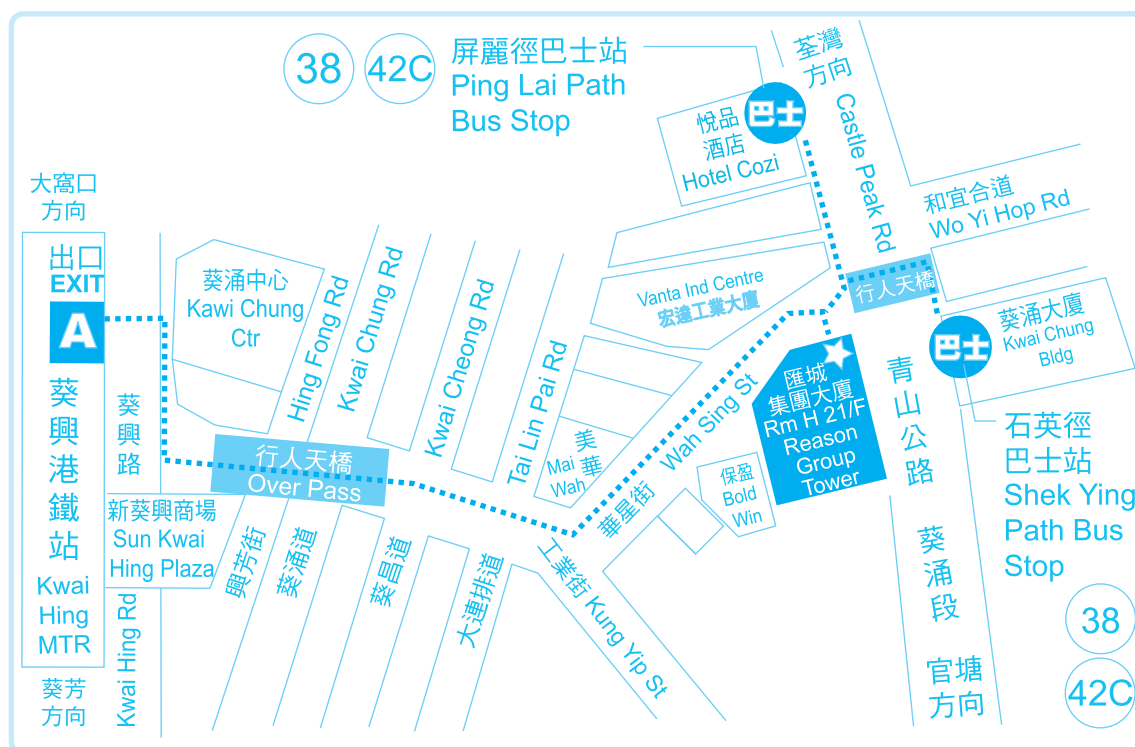 38
42C
屏麗徑巴士站
Ping Lai Path
Bus Stop
荃灣
方向
Castle Peak Rd
巴士
悅品
酒店
Hotel Cozi
和宜合道
Wo Yi Hop Rd
大窩口
方向
出口
EXIT
A
葵興港鐵站
Kwai
Hing
MTR
葵芳
方向
葵興路
Kwai Hing Rd
葵涌中心
Kawi Chung
Ctr
Hing Fong Rd
Kwai Chung Rd
Kwai Cheong Rd
Tai Lin Pai Rd
Vanta Ind Centre
宏達工業大廈
行人天橋
巴士
葵涌大廈
Kwai Chung
Bldg
行人天橋
Over Pass
新葵興商場
Sun Kwai
Hing Plaza
興芳街
葵涌道
葵昌道
大連排道
美華
Mai
Wah
華星街
Wah Sing St
工業街 Kung Yip St
保盈
Bold
Win
匯城
集團大廈
Rm H 21/F
Reason
Group
Tower
青山公路
葵涌段
官塘
方向
石英徑
巴士站
Shek Ying
Path Bus
Stop
38
42C